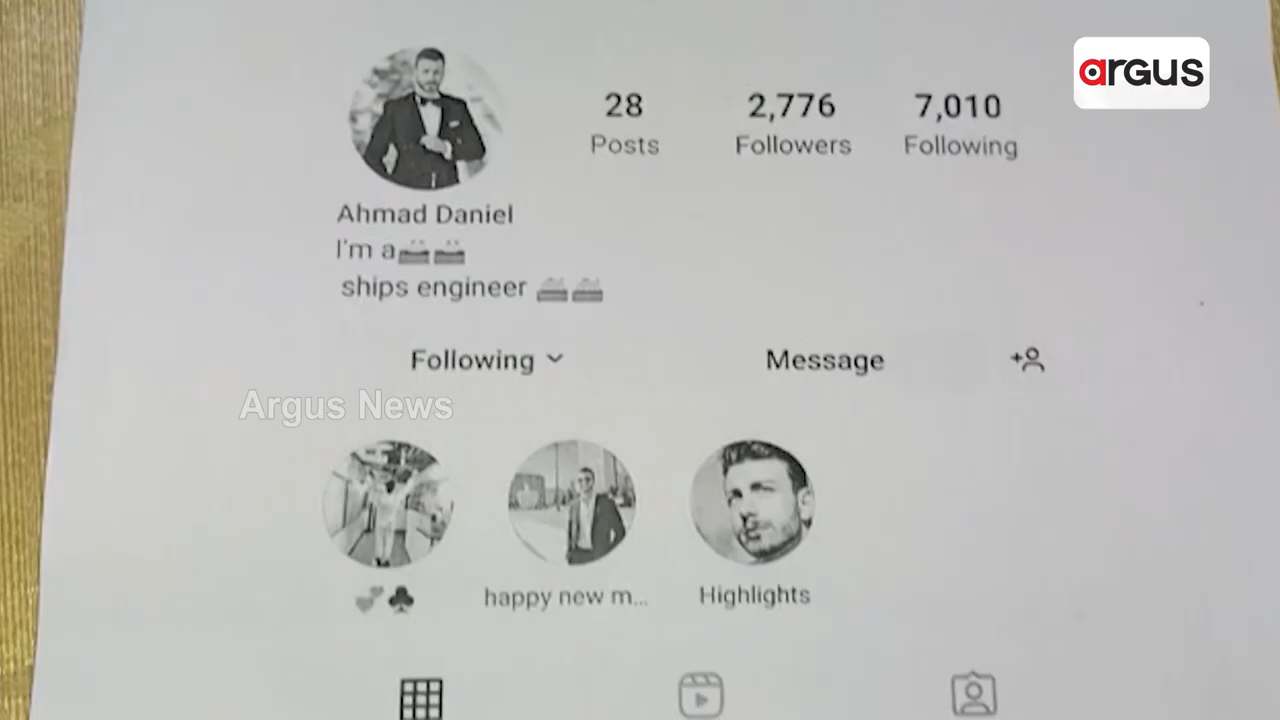 argus
28 2,776 7,010
Posts Followers Following
Ahmad Daniel
I'm a
ships engineer
Following Message
Argus News
happy new m...
Highlights